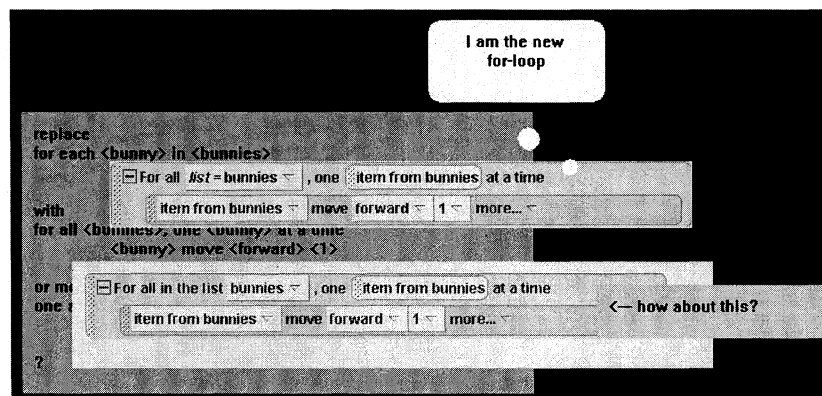 I am the new
for-loop
replace
for each <bunny> in <bunnies>
For all list = bunnies , one item from bunnies at a time
item from bunnies move forward 1 more...
with
for all <bunnies>, one <bunny> at a time
<bunny> move <forward> <1>
or
For all in the list bunnies , one item from bunnies at a time
one
item from bunnies move forward 1 more...
<— how about this?
?